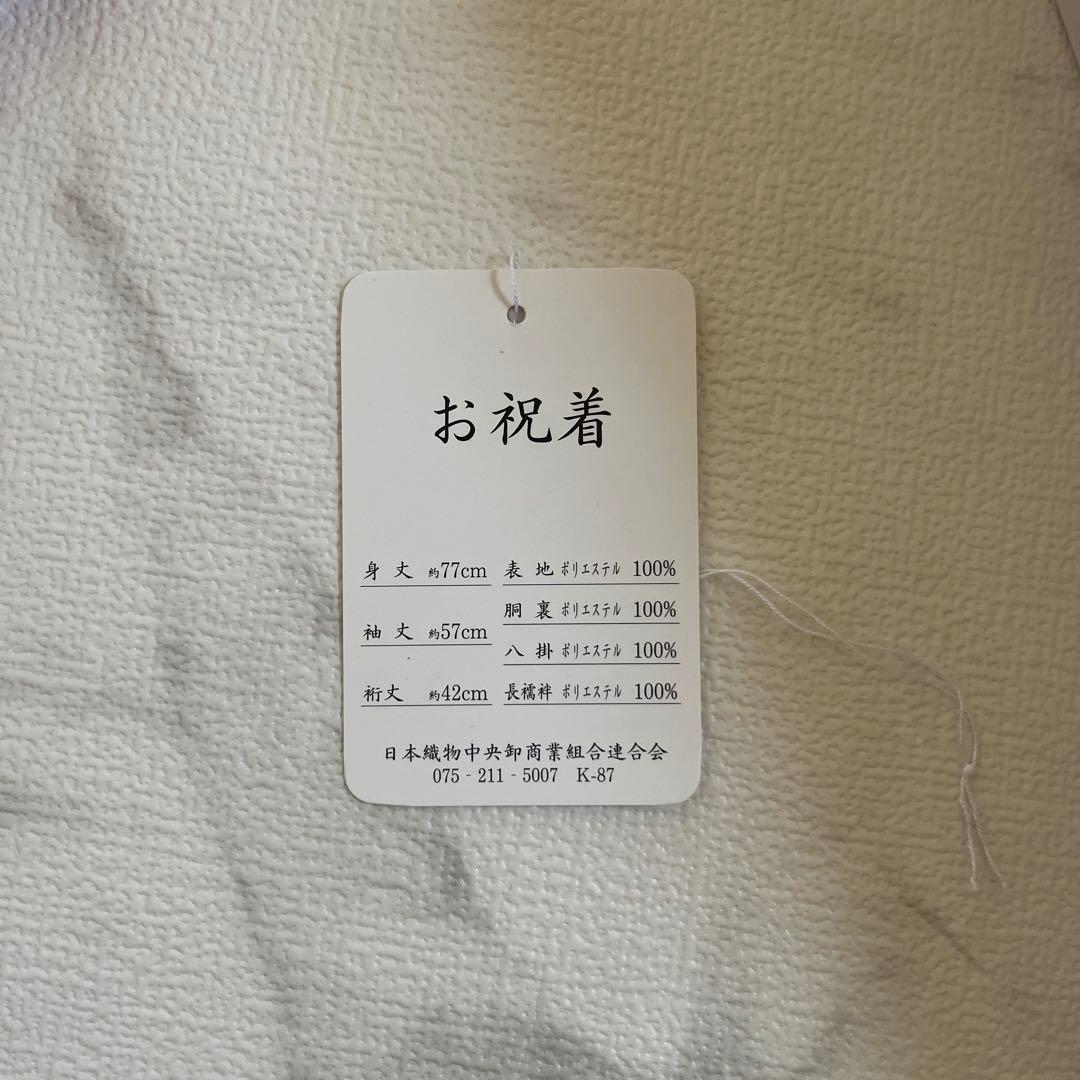 お祝着
身丈 約77cm
袖丈 約57cm
裄丈 約42cm
表地 ポリエステル 100%
胴裏 ポリエステル 100%
八掛 ポリエステル 100%
長襦袢 ポリエステル 100%
日本織物中央卸商業組合連合会
075-211-5007 K-87